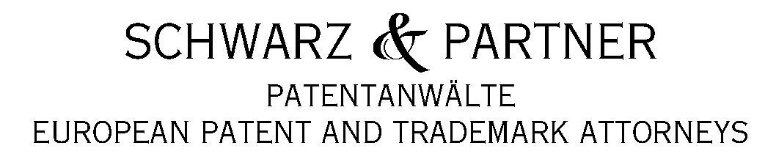 SCHWARZ & PARTNER
PATENTANWÄLTE
EUROPEAN PATENT AND TRADEMARK ATTORNEYS